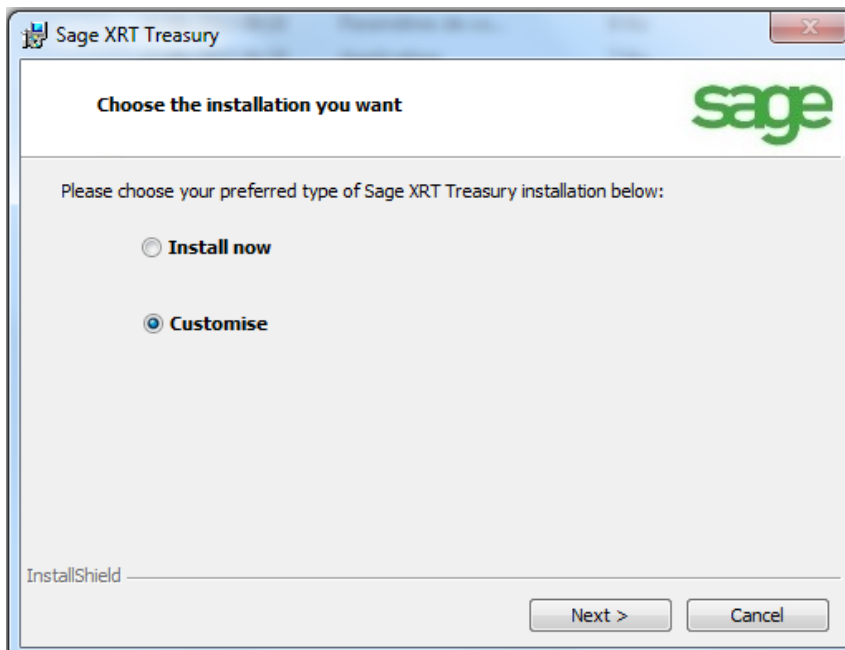 Sage XRT Treasury
Choose the installation you want
sage
Please choose your preferred type of Sage XRT Treasury installation below:
Install now
Customise
InstallShield
Next >
Cancel